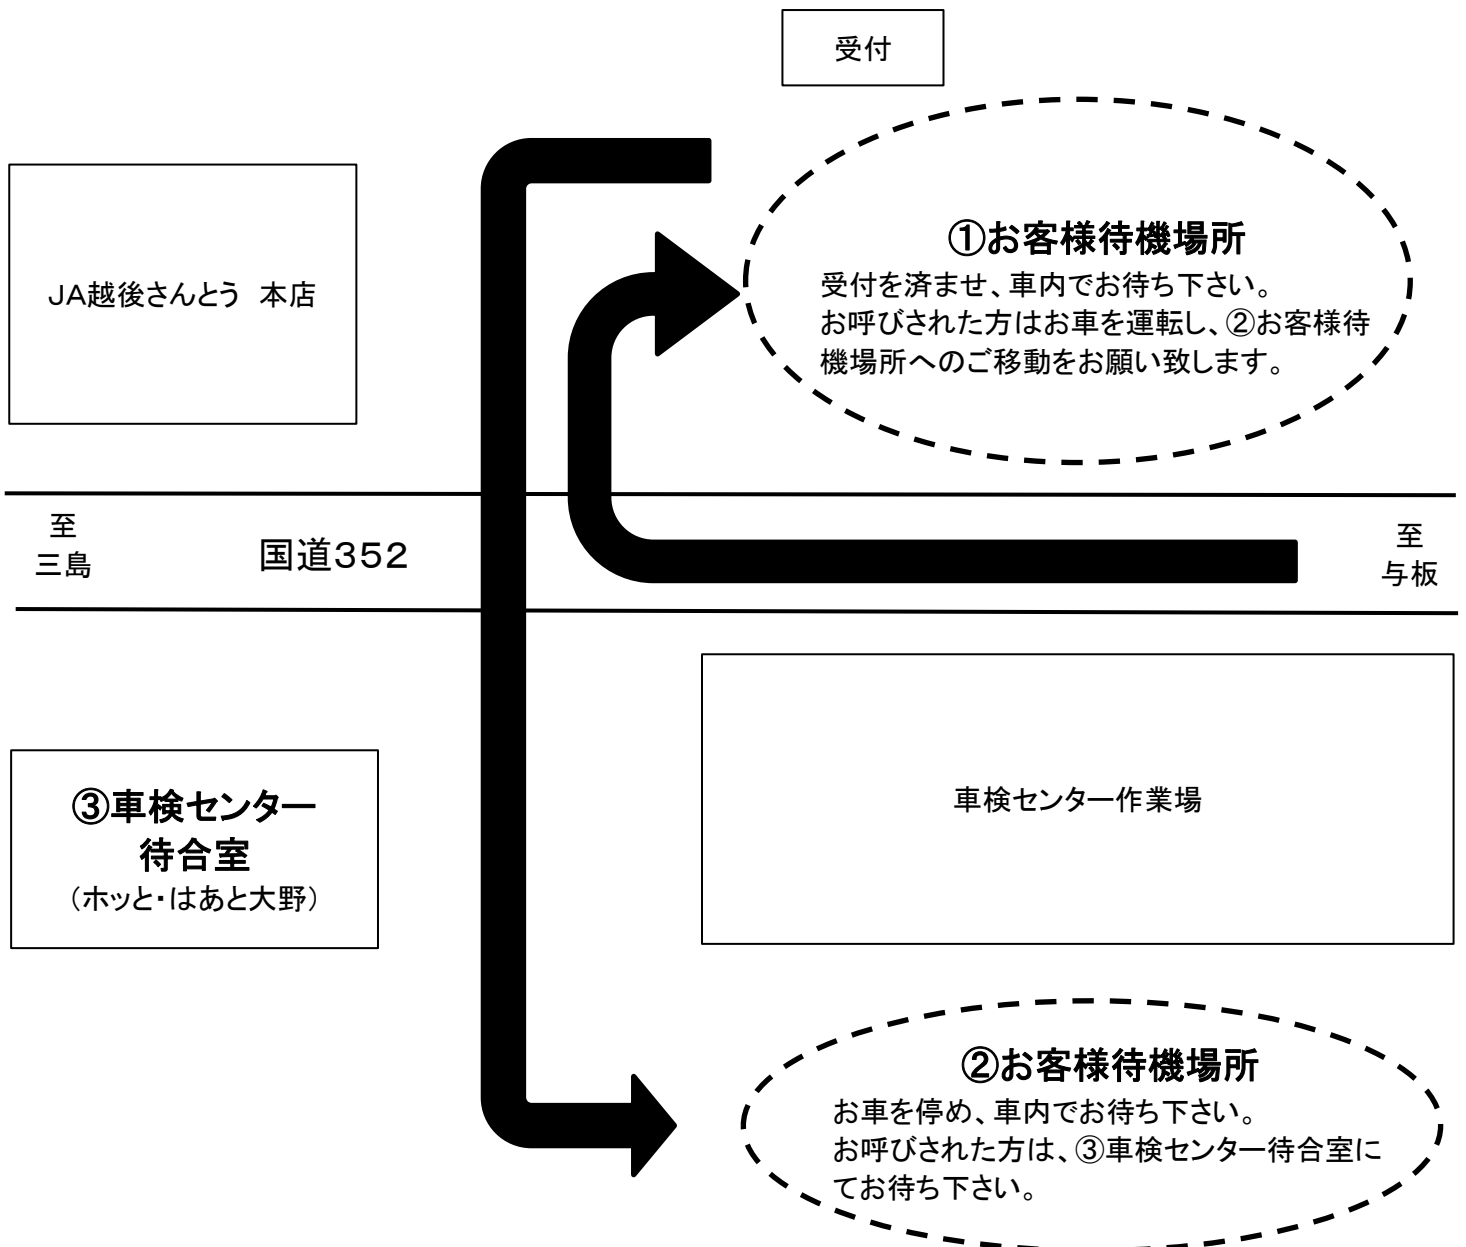 受付
①お客様待機場所
受付を済ませ、車内でお待ち下さい。
お呼びされた方はお車を運転し、②お客様待
機場所へのご移動をお願い致します。
JA越後さんとう　本店
至
三島
国道352
至
与板
車検センター作業場
③車検センター
待合室
（ホッと・はあと大野）
②お客様待機場所
お車を停め、車内でお待ち下さい。
お呼びされた方は、③車検センター待合室に
てお待ち下さい。